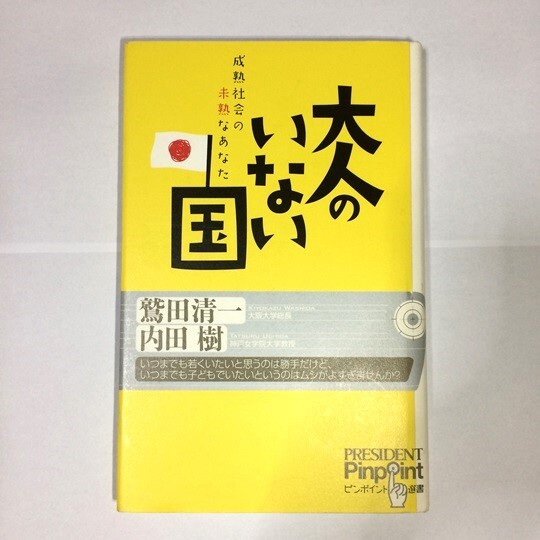 大人の
いない
国
成熟社会の
未熟なあなた
鷲田清一
大阪大学総長
内田 樹
神戸女学院大学教授
いつまでも若くいたいと思うのは勝手だけど、
いつまでも子どもでいたいというのはムシがよすぎませんか?
PRESIDENT
Pinpoint
ピンポイント選書